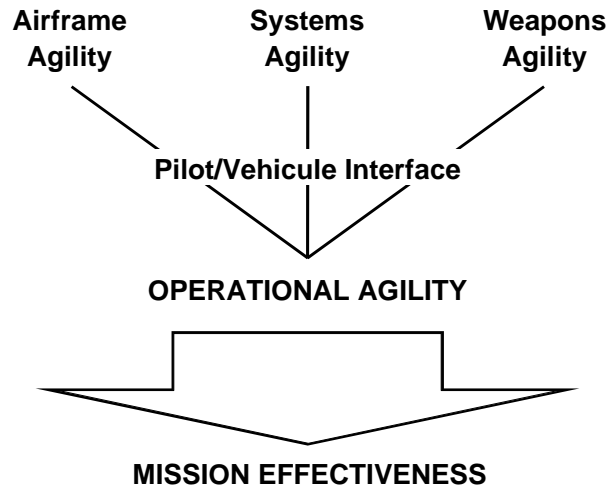 Airframe Agility
Systems Agility
Weapons Agility
Pilot/Vehicule Interface
OPERATIONAL AGILITY
MISSION EFFECTIVENESS